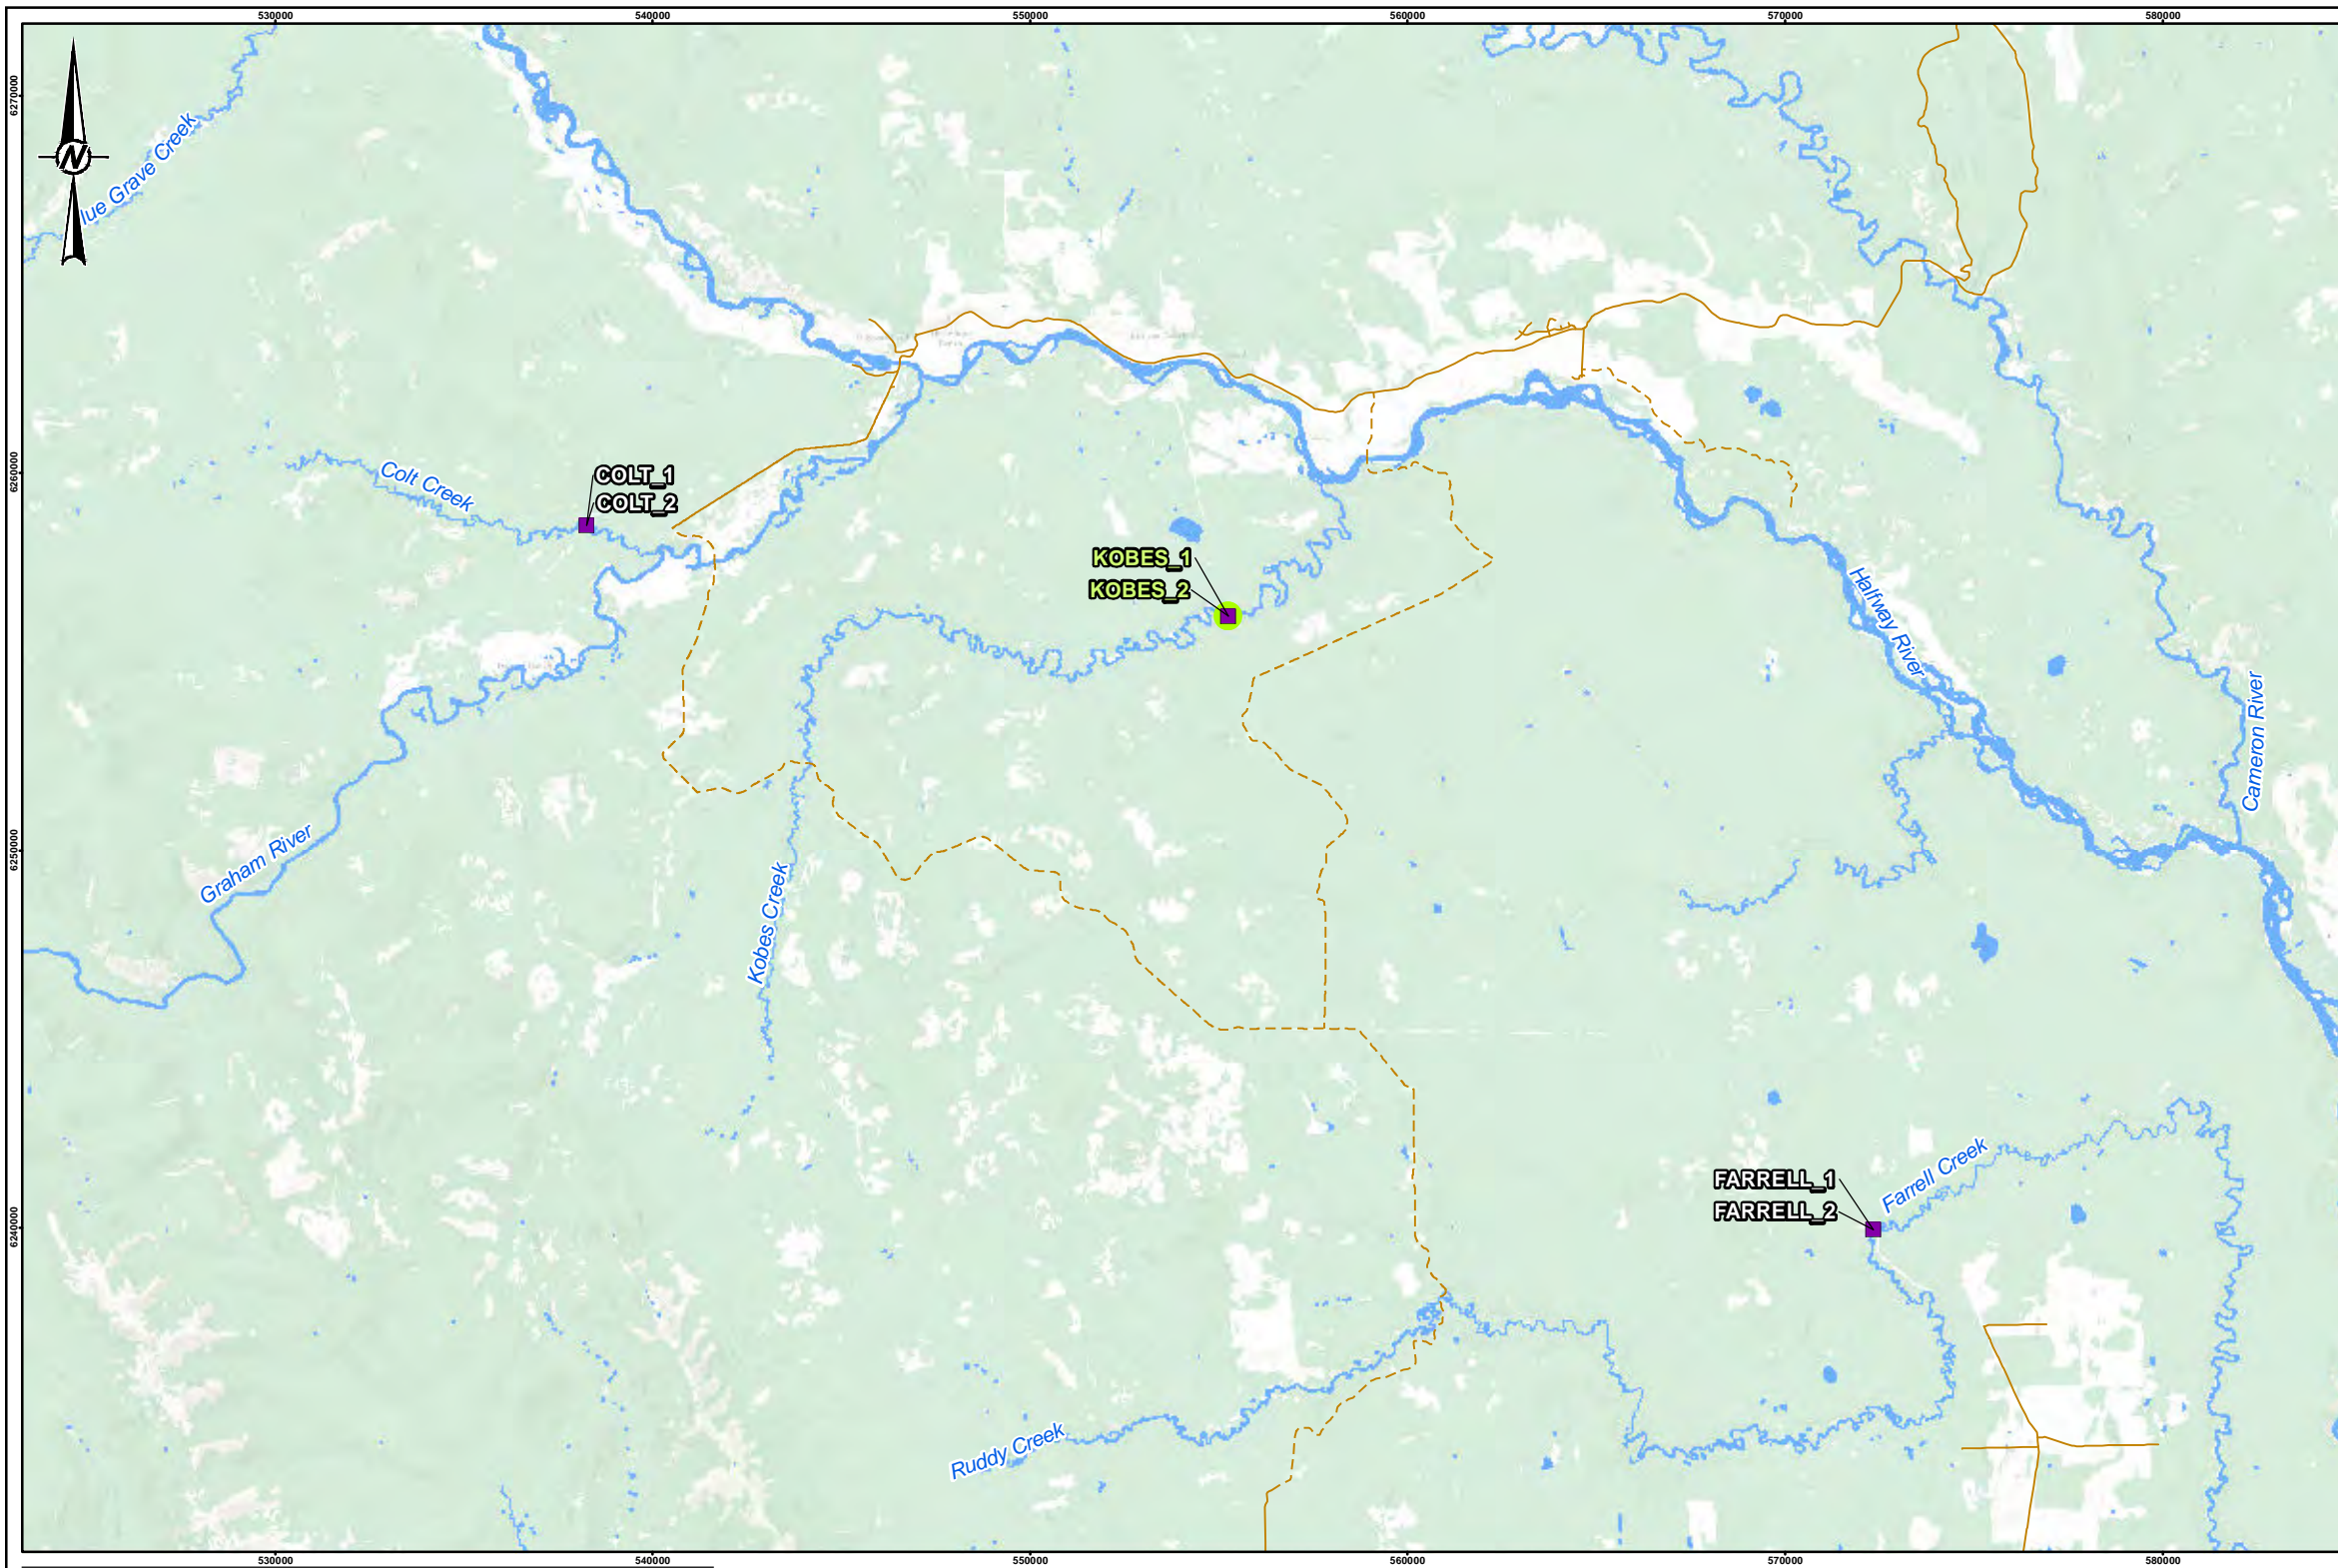 530000
540000
550000
560000
570000
580000
6270000
N
lue Grave Creek
6260000
Colt Creek
COLT_1
COLT_2
KOBES_1
KOBES_2
Halfway River
Cameron River
6250000
Graham River
Kobes Creek
Farrell Creek
FARRELL_1
FARRELL_2
6240000
Ruddy Creek
530000
540000
550000
560000
570000
580000